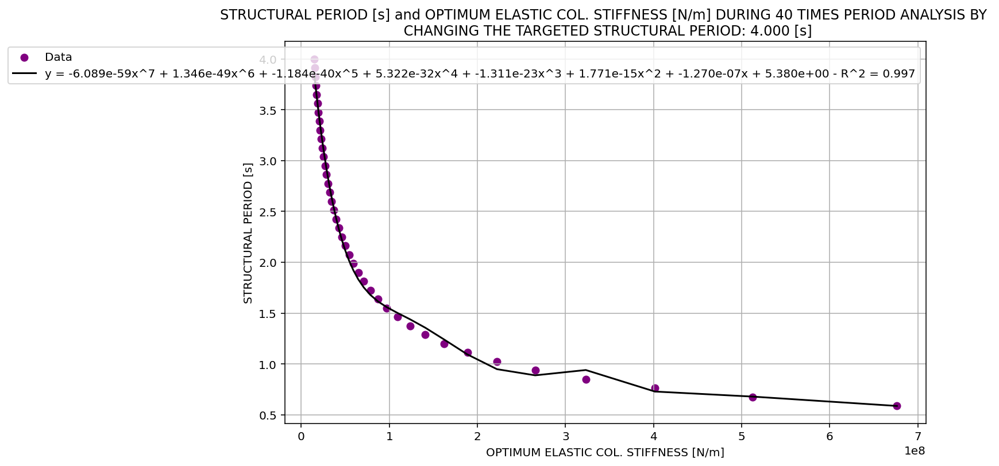 STRUCTURAL PERIOD [s] and OPTIMUM ELASTIC COL. STIFFNESS [N/m] DURING 40 TIMES PERIOD ANALYSIS BY
CHANGING THE TARGETED STRUCTURAL PERIOD: 4.000 [s]
Data
y = -6.089e-59x^7 + 1.346e-49x^6 + -1.184e-40x^5 + 5.322e-32x^4 + -1.311e-23x^3 + 1.771e-15x^2 + -1.270e-07x + 5.380e+00 - R^2 = 0.997
STRUCTURAL PERIOD [s]
4.0
3.5
3.0
2.5
2.0
1.5
1.0
0.5
0 1 2 3 4 5 6 7
1e8
OPTIMUM ELASTIC COL. STIFFNESS [N/m]